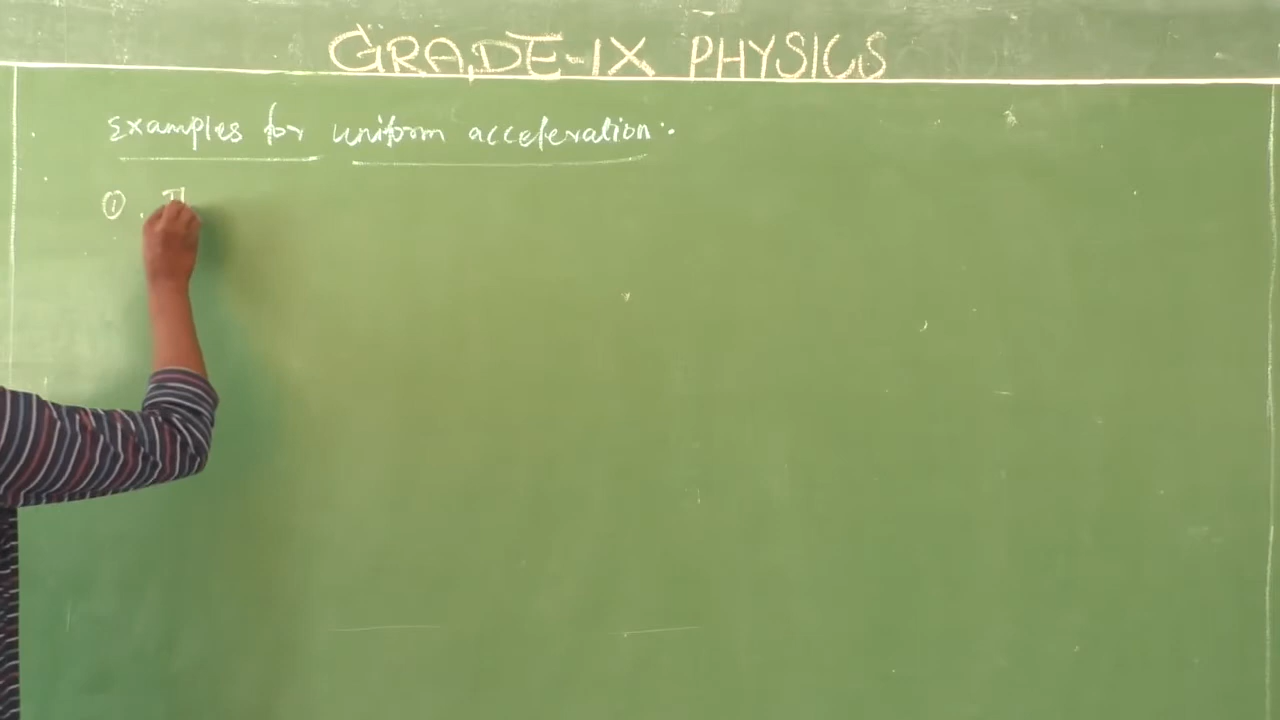 GRADE-IX PHYSICS
Examples for uniform acceleration:-
①.